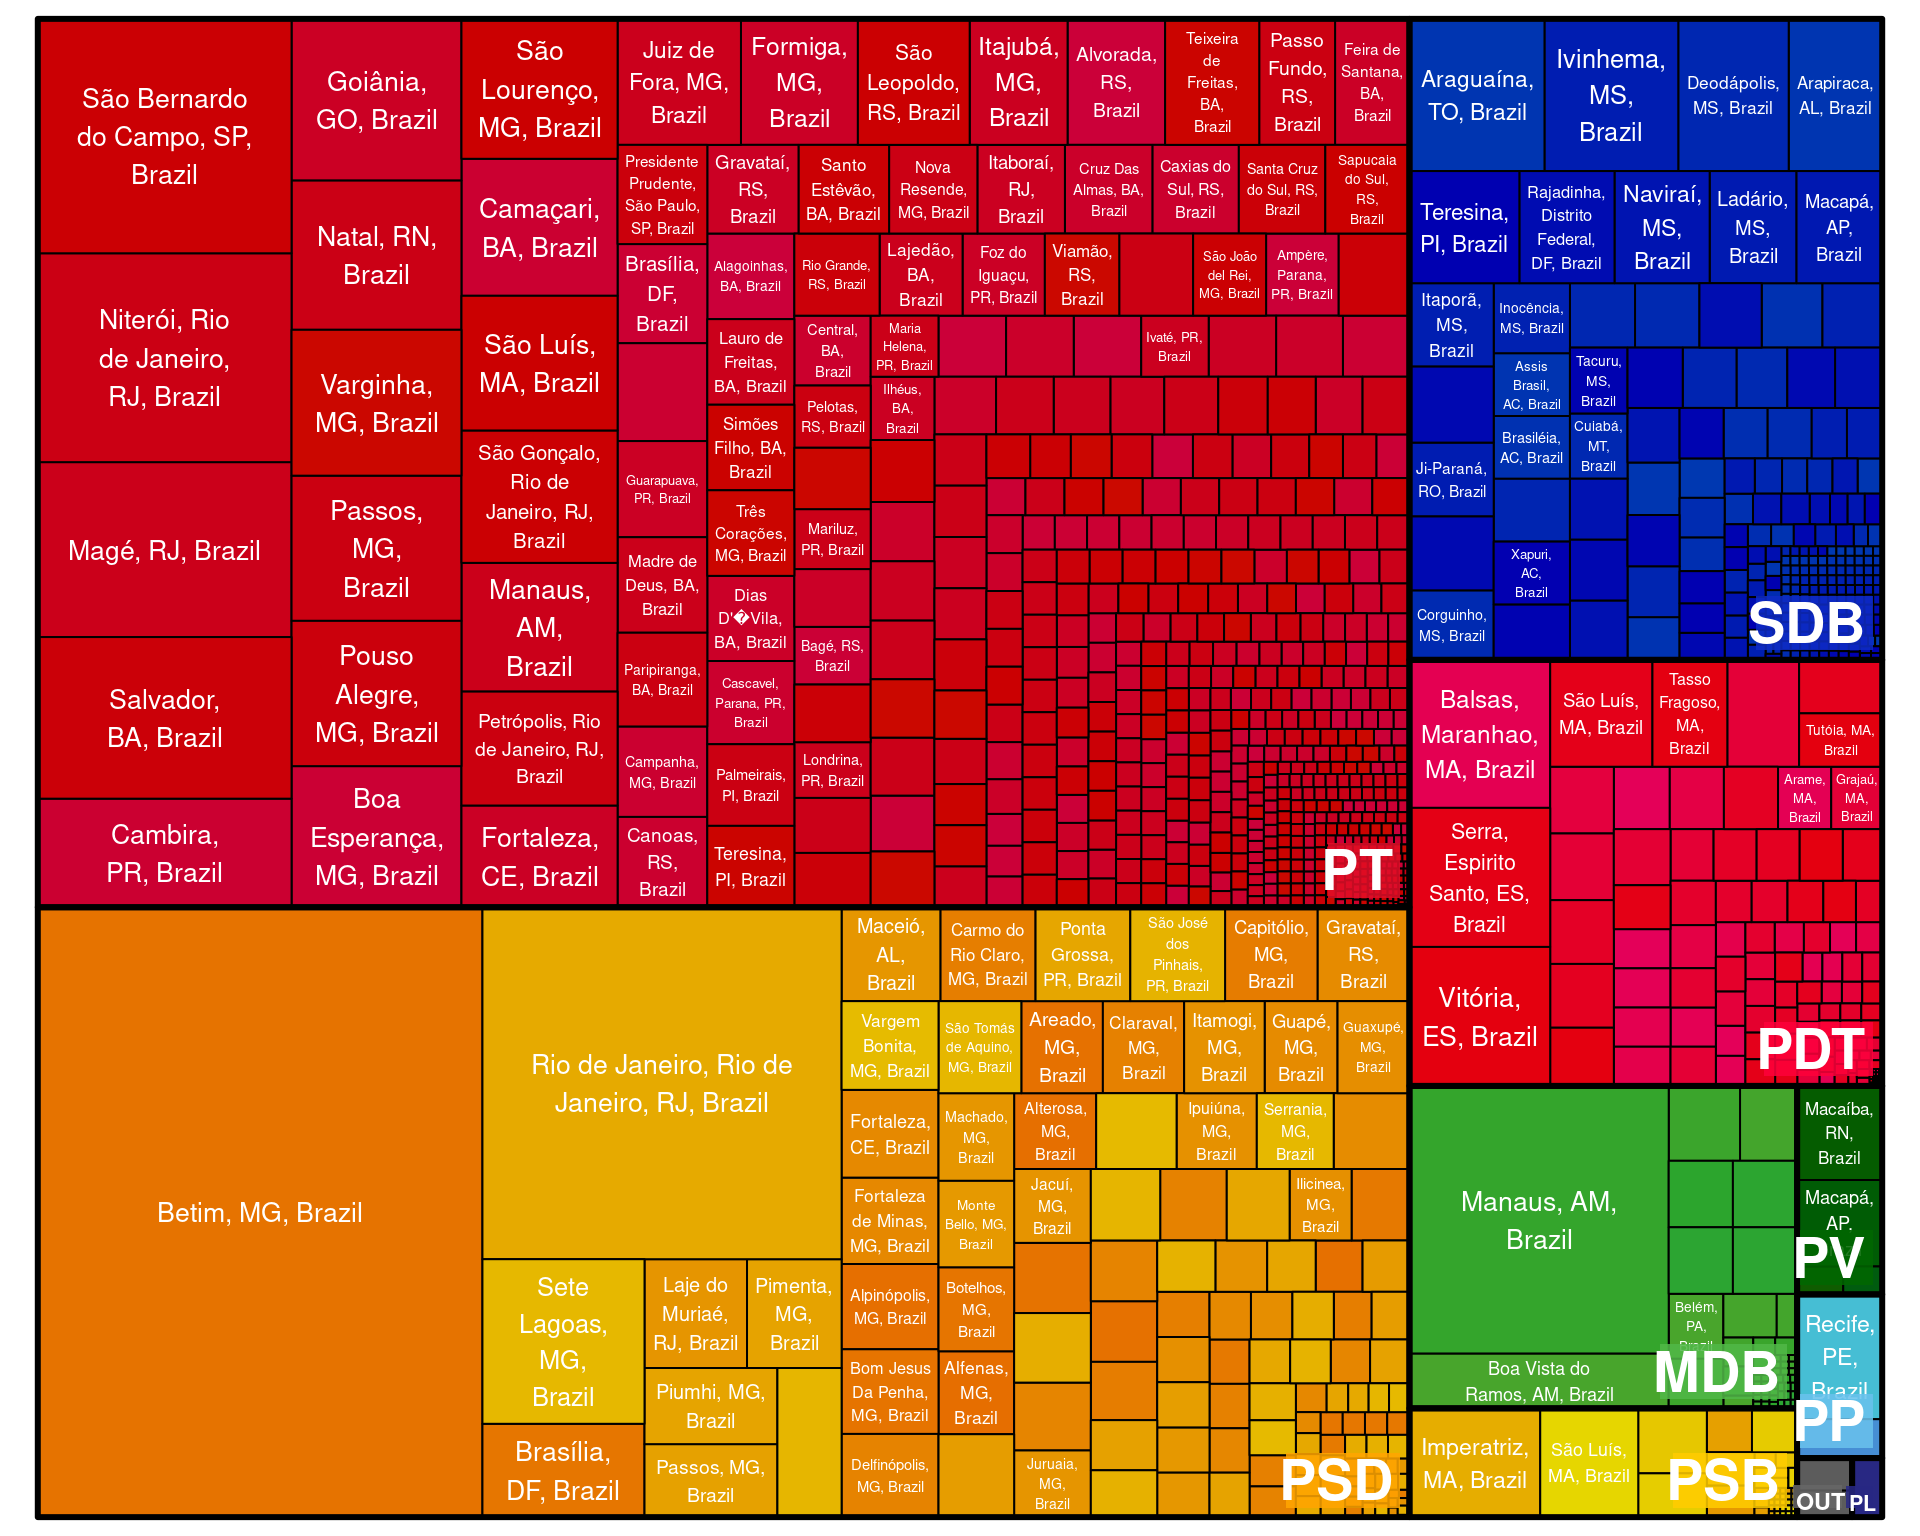 São Bernardo
do Campo, SP,
Brazil
Niterói, Rio
de Janeiro,
RJ, Brazil
Magé, RJ, Brazil
Salvador,
BA, Brazil
Cambira,
PR, Brazil
Goiânia,
GO, Brazil
Natal, RN,
Brazil
Varginha,
MG, Brazil
Passos,
MG,
Brazil
Pouso
Alegre,
MG, Brazil
Boa
Esperança,
MG, Brazil
São
Lourenço,
MG, Brazil
Camaçari,
BA, Brazil
São Luís,
MA, Brazil
São Gonçalo,
Rio de
Janeiro, RJ,
Brazil
Manaus,
AM,
Brazil
Petrópolis, Rio
de Janeiro, RJ,
Brazil
Fortaleza,
CE, Brazil
Juiz de
Fora, MG,
Brazil
Formiga,
MG,
Brazil
São
Leopoldo,
RS, Brazil
Itajubá,
MG,
Brazil
Alvorada,
RS,
Brazil
Teixeira
de
Freitas,
BA,
Brazil
Passo
Fundo,
RS,
Brazil
Feira de
Santana,
BA,
Brazil
Presidente
Prudente,
São Paulo,
SP, Brazil
Gravataí,
RS,
Brazil
Santo
Estêvão,
BA, Brazil
Nova
Resende,
MG, Brazil
Itaboraí,
RJ,
Brazil
Cruz Das
Almas, BA,
Brazil
Caxias do
Sul, RS,
Brazil
Santa Cruz
do Sul, RS,
Brazil
Sapucaia
do Sul,
RS,
Brazil
Brasília,
DF,
Brazil
Guarapuava,
PR, Brazil
Madre de
Deus, BA,
Brazil
Paripiranga,
BA, Brazil
Campanha,
MG, Brazil
Canoas,
RS,
Brazil
Alagoinhas,
BA, Brazil
Lauro de
Freitas,
BA, Brazil
Simões
Filho, BA,
Brazil
Três
Corações,
MG, Brazil
Dias
D'�Vila,
BA, Brazil
Cascavel,
Parana, PR,
Brazil
Palmeirais,
PI, Brazil
Teresina,
PI, Brazil
Rio Grande,
RS, Brazil
Lajedão,
BA,
Brazil
Foz do
Iguaçu,
PR, Brazil
Viamão,
RS,
Brazil
São João
del Rei,
MG, Brazil
Ampère,
Parana,
PR, Brazil
Central,
BA,
Brazil
Maria
Helena,
PR, Brazil
Ivaté, PR,
Brazil
Pelotas,
RS, Brazil
Ilhéus,
BA,
Brazil
Mariluz,
PR, Brazil
Bagé, RS,
Brazil
Londrina,
PR, Brazil
PT
Araguaína,
TO, Brazil
Ivinhema,
MS,
Brazil
Deodápolis,
MS, Brazil
Arapiraca,
AL, Brazil
Teresina,
PI, Brazil
Rajadinha,
Distrito
Federal,
DF, Brazil
Naviraí,
MS,
Brazil
Ladário,
MS,
Brazil
Macapá,
AP,
Brazil
Itaporã,
MS,
Brazil
Inocência,
MS, Brazil
Assis
Brasil,
AC, Brazil
Tacuru,
MS,
Brazil
Ji-Paraná,
RO, Brazil
Brasiléia,
AC, Brazil
Cuiabá,
MT,
Brazil
Xapuri,
AC,
Brazil
Corguinho,
MS, Brazil
SDB
Balsas,
Maranhao,
MA, Brazil
São Luís,
MA, Brazil
Tasso
Fragoso,
MA,
Brazil
Tutóia, MA,
Brazil
Arame,
MA,
Brazil
Grajaú,
MA,
Brazil
Serra,
Espirito
Santo, ES,
Brazil
Vitória,
ES, Brazil
PDT
Betim, MG, Brazil
Rio de Janeiro, Rio de
Janeiro, RJ, Brazil
Sete
Lagoas,
MG,
Brazil
Brasília,
DF, Brazil
Laje do
Muriaé,
RJ, Brazil
Pimenta,
MG,
Brazil
Piumhi, MG,
Brazil
Passos, MG,
Brazil
Maceió,
AL,
Brazil
Carmo do
Rio Claro,
MG, Brazil
Ponta
Grossa,
PR, Brazil
São José
dos
Pinhais,
PR, Brazil
Capitólio,
MG,
Brazil
Gravataí,
RS,
Brazil
Vargem
Bonita,
MG, Brazil
São Tomás
de Aquino,
MG, Brazil
Areado,
MG,
Brazil
Claraval,
MG,
Brazil
Itamogi,
MG,
Brazil
Guapé,
MG,
Brazil
Guaxupé,
MG,
Brazil
Fortaleza,
CE, Brazil
Machado,
MG,
Brazil
Alterosa,
MG,
Brazil
Ipuiúna,
MG,
Brazil
Serrania,
MG,
Brazil
Fortaleza
de Minas,
MG, Brazil
Monte
Bello, MG,
Brazil
Jacuí,
MG,
Brazil
Ilicinea,
MG,
Brazil
Alpinópolis,
MG, Brazil
Botelhos,
MG,
Brazil
Bom Jesus
Da Penha,
MG, Brazil
Alfenas,
MG,
Brazil
Delfinópolis,
MG, Brazil
Juruaia,
MG,
Brazil
PSD
Manaus, AM,
Brazil
Belém,
PA,
Brazil
Boa Vista do
Ramos, AM, Brazil
MDB
Macaíba,
RN,
Brazil
Macapá,
AP.
PV
Recife,
PE,
Brazil
PP
Imperatriz,
MA, Brazil
São Luís,
MA, Brazil
PSB
OUT
PL